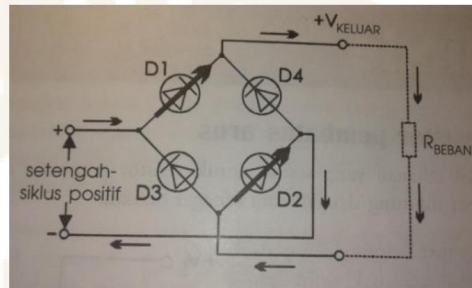 +V KELUAR
D1
D4
+
setengah-
siklus positif
R BEBAN
D3
D2
-